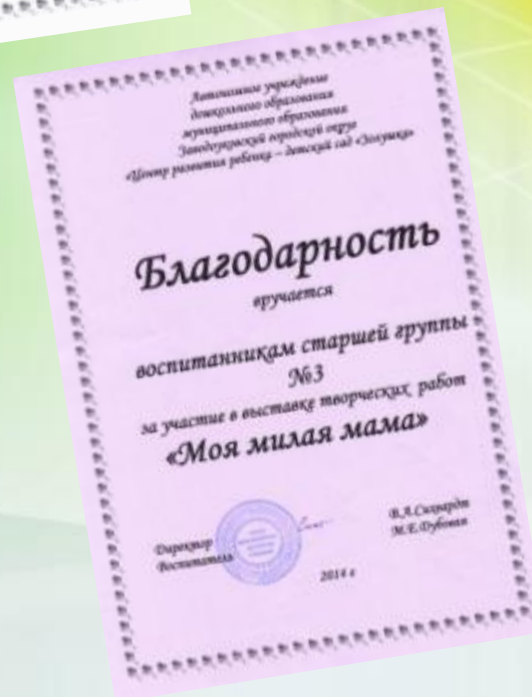 Автономное учреждение
дошкольного образования
муниципального образования
Заводоуковский городской округ
«Центр развития ребенка – детский сад «Золушка»
Благодарность
вручается
воспитанникам старшей группы
№3
за участие в выставке творческих работ
«Моя милая мама»
Директор
Воспитатель
М.Е.Дубовая
2014 г